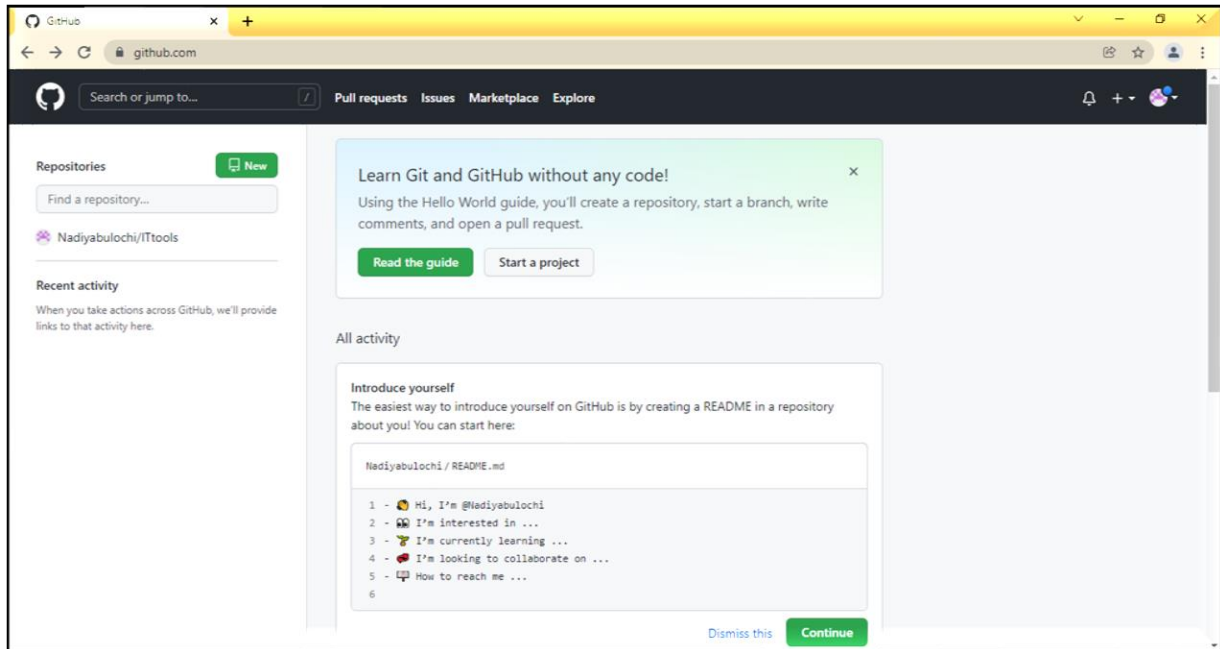 GitHub
github.com
Search or jump to... /
Pull requests Issues Marketplace Explore
Repositories
New
Find a repository...
Nadiyabulochi/ITtools
Recent activity
When you take actions across GitHub, we'll provide
links to that activity here.
Learn Git and GitHub without any code!
Using the Hello World guide, you'll create a repository, start a branch, write
comments, and open a pull request.
Read the guide
Start a project
All activity
Introduce yourself
The easiest way to introduce yourself on GitHub is by creating a README in a repository
about you! You can start here:
Nadiyabulochi / README.md
1 - 👋 Hi, I'm @Nadiyabulochi
2 - 👀 I'm interested in ...
3 - 🌱 I'm currently learning ...
4 - 💞️ I'm looking to collaborate on ...
5 - 📫 How to reach me ...
6
Dismiss this
Continue